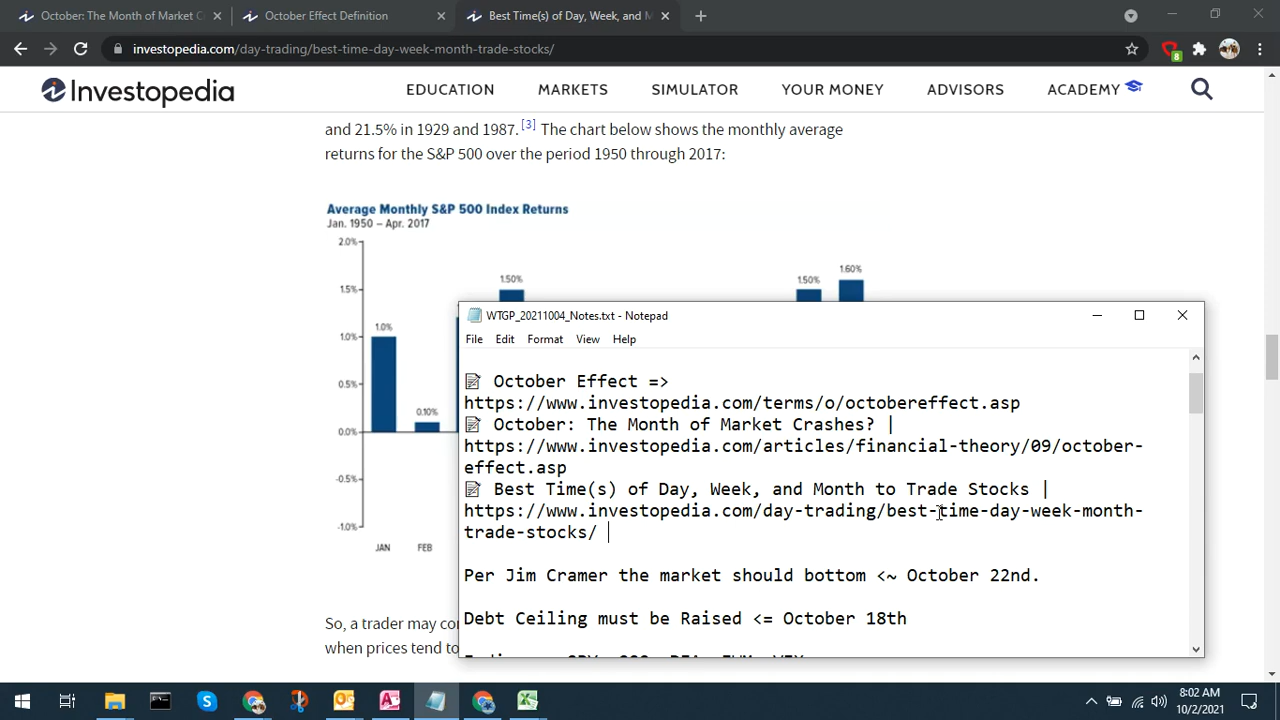 October: The Month of Market C
October Effect Definition
Best Time(s) of Day, Week, and M
investopedia.com/day-trading/best-time-day-week-month-trade-stocks/
8
Investopedia
EDUCATION MARKETS SIMULATOR YOUR MONEY ADVISORS ACADEMY
and 21.5% in 1929 and 1987.[3] The chart below shows the monthly average
returns for the S&P 500 over the period 1950 through 2017:
Average Monthly S&P 500 Index Returns
Jan. 1950 – Apr. 2017
2.0%
1.50%
1.50%
1.60%
1.5%
1.0%
1.0%
0.5%
0.10%
0.0%
-0.5%
-1.0%
JAN FEB
So, a trader may co
when prices tend to
WTGP_20211004_Notes.txt - Notepad
File Edit Format View Help
📝 October Effect =>
https://www.investopedia.com/terms/o/octobereffect.asp
📝 October: The Month of Market Crashes? |
https://www.investopedia.com/articles/financial-theory/09/october-
effect.asp
📝 Best Time(s) of Day, Week, and Month to Trade Stocks |
https://www.investopedia.com/day-trading/best-time-day-week-month-
trade-stocks/
Per Jim Cramer the market should bottom <~ October 22nd.
Debt Ceiling must be Raised <= October 18th
8:02 AM
10/2/2021